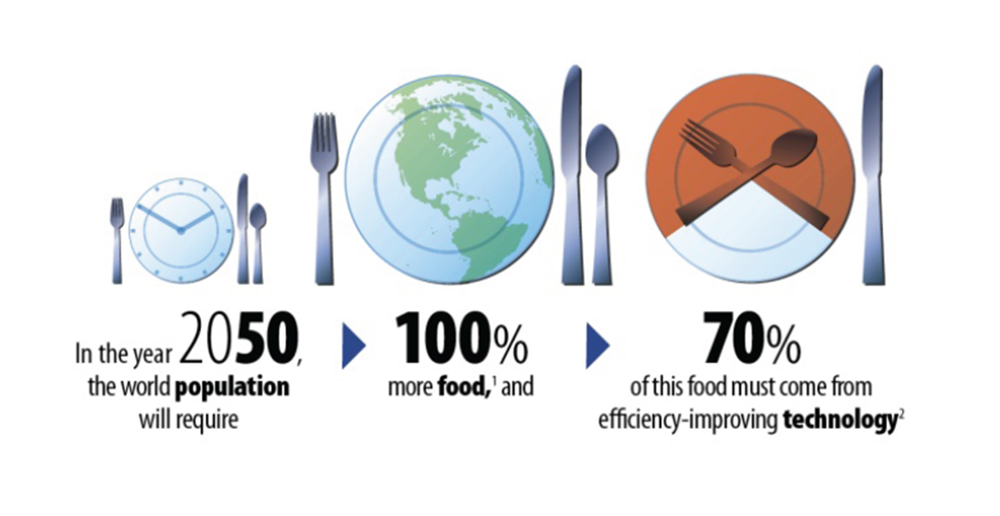 In the year 2050,
the world population
will require
100%
more food,¹ and
70%
of this food must come from
efficiency-improving technology²